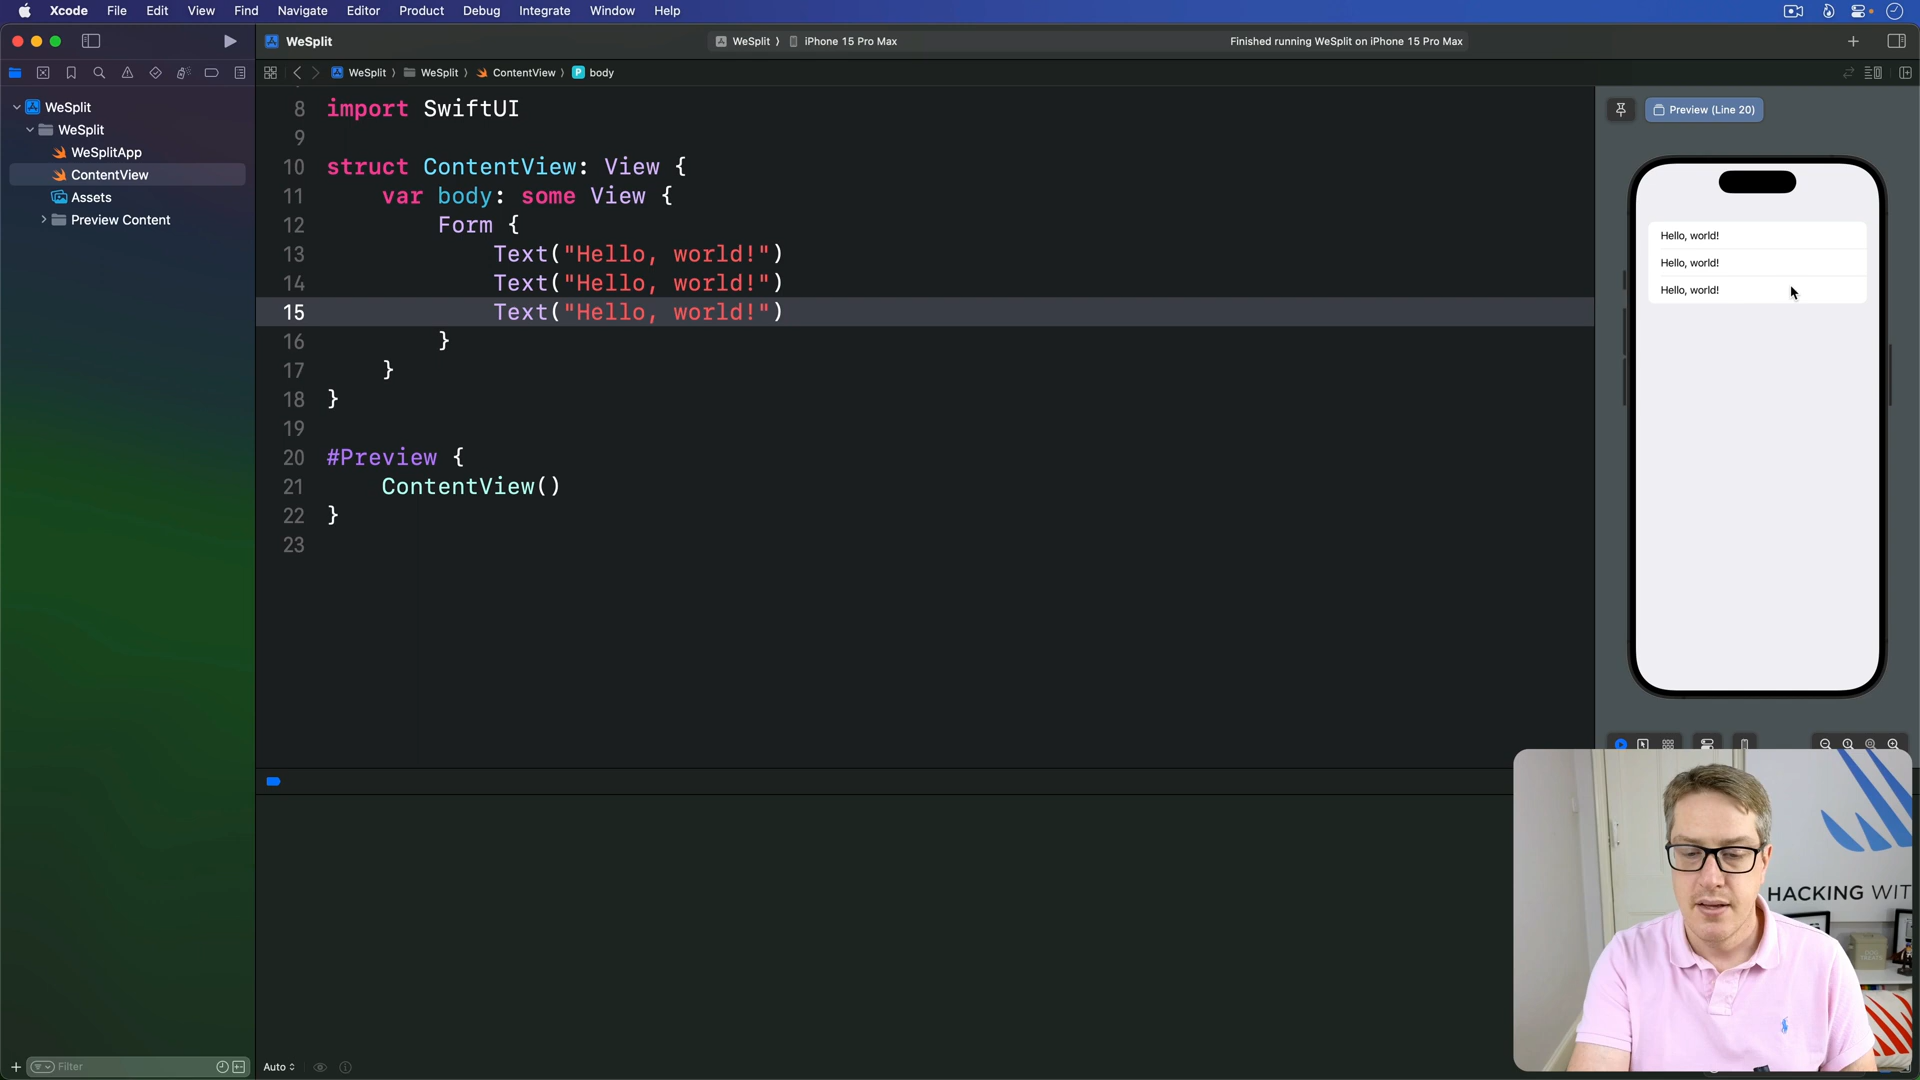 Xcode File Edit View Find Navigate Editor Product Debug Integrate Window Help
WeSplit
WeSplit 〉 iPhone 15 Pro Max
Finished running WeSplit on iPhone 15 Pro Max
WeSplit 〉 WeSplit 〉 ContentView 〉 P body
WeSplit
WeSplit
WeSplitApp
ContentView
Assets
Preview Content
8 import SwiftUI
9
10 struct ContentView: View {
11 var body: some View {
12 Form {
13 Text("Hello, world!")
14 Text("Hello, world!")
15 Text("Hello, world!")
16 }
17 }
18 }
19
20 #Preview {
21 ContentView()
22 }
23
Preview (Line 20)
Hello, world!
Hello, world!
Hello, world!
HACKING WIT
Filter
Auto